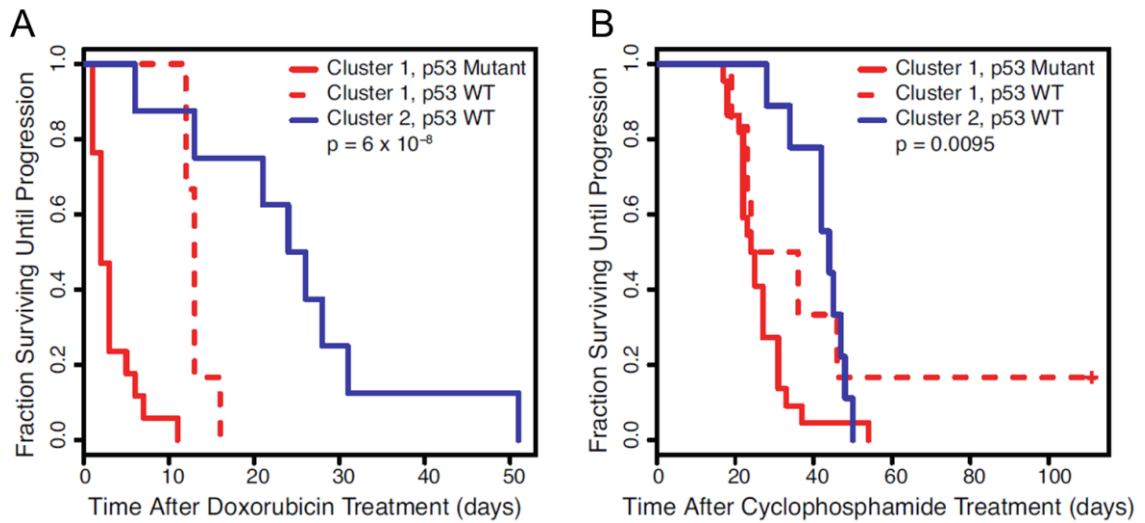 A
Fraction Surviving Until Progression
1.0
0.8
0.6
0.4
0.2
0.0
Cluster 1, p53 Mutant
Cluster 1, p53 WT
Cluster 2, p53 WT
p = 6 x 10⁻⁸
0 10 20 30 40 50
Time After Doxorubicin Treatment (days)
B
Fraction Surviving Until Progression
1.0
0.8
0.6
0.4
0.2
0.0
Cluster 1, p53 Mutant
Cluster 1, p53 WT
Cluster 2, p53 WT
p = 0.0095
0 20 40 60 80 100
Time After Cyclophosphamide Treatment (days)